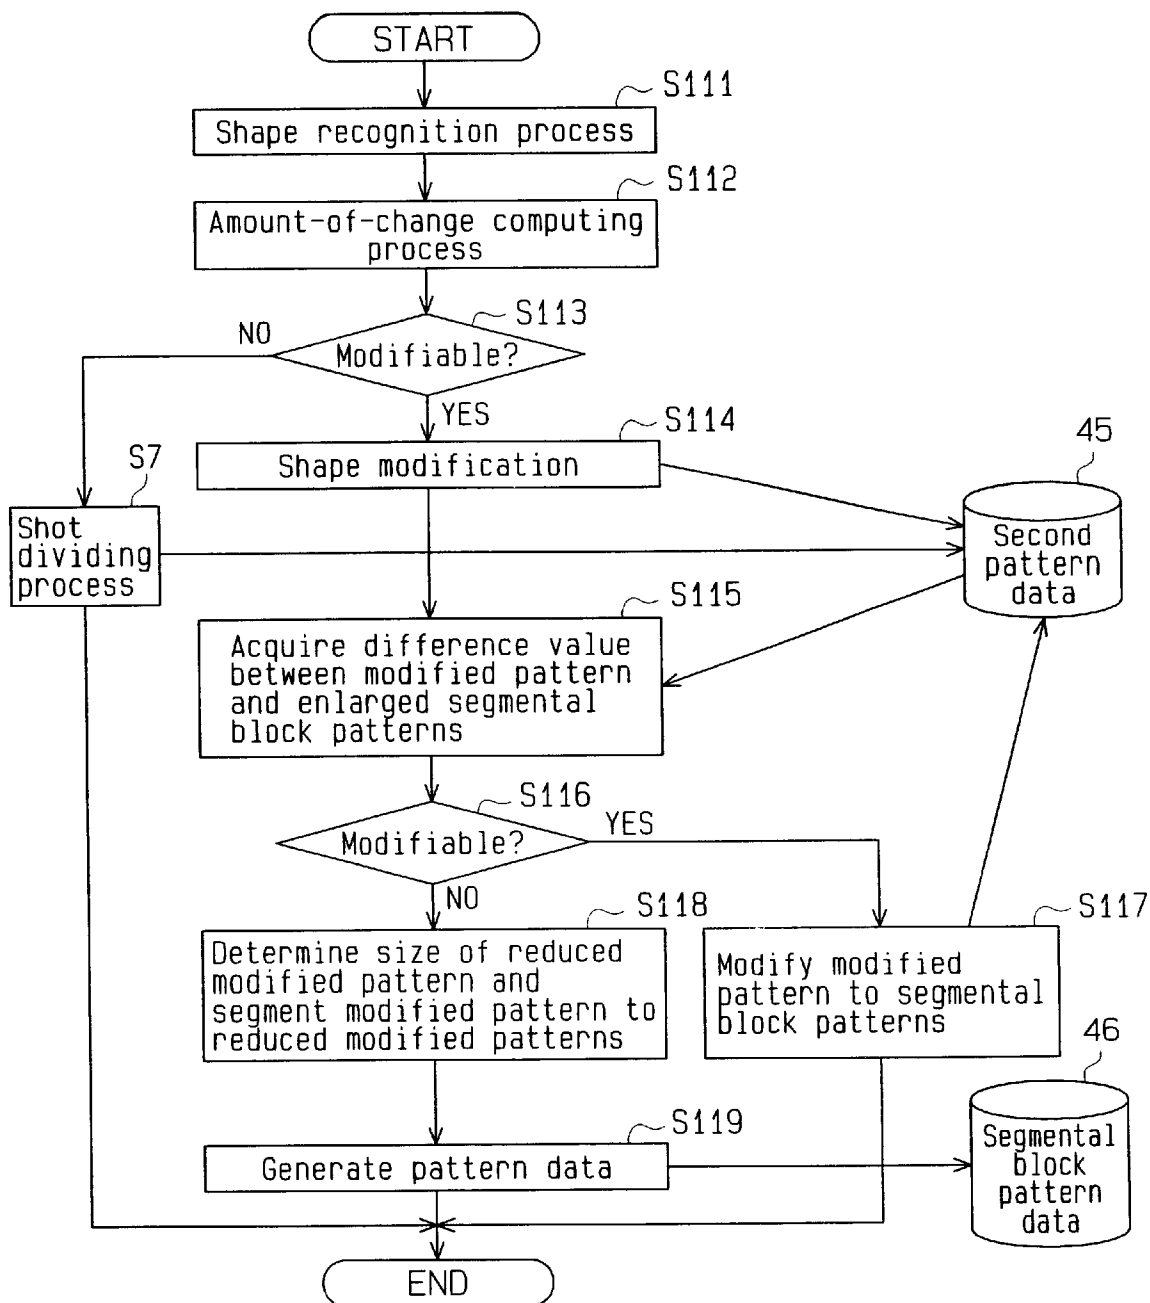 START
S111
Shape recognition process
S112
Amount-of-change computing
process
S113
NO
Modifiable?
YES
S114
Shape modification
45
Second
pattern
data
S7
Shot
dividing
process
S115
Acquire difference value
between modified pattern
and enlarged segmental
block patterns
S116
Modifiable?
YES
NO
S118
Determine size of reduced
modified pattern and
segment modified pattern to
reduced modified patterns
S117
Modify modified
pattern to segmental
block patterns
46
Segmental
block
pattern
data
S119
Generate pattern data
END